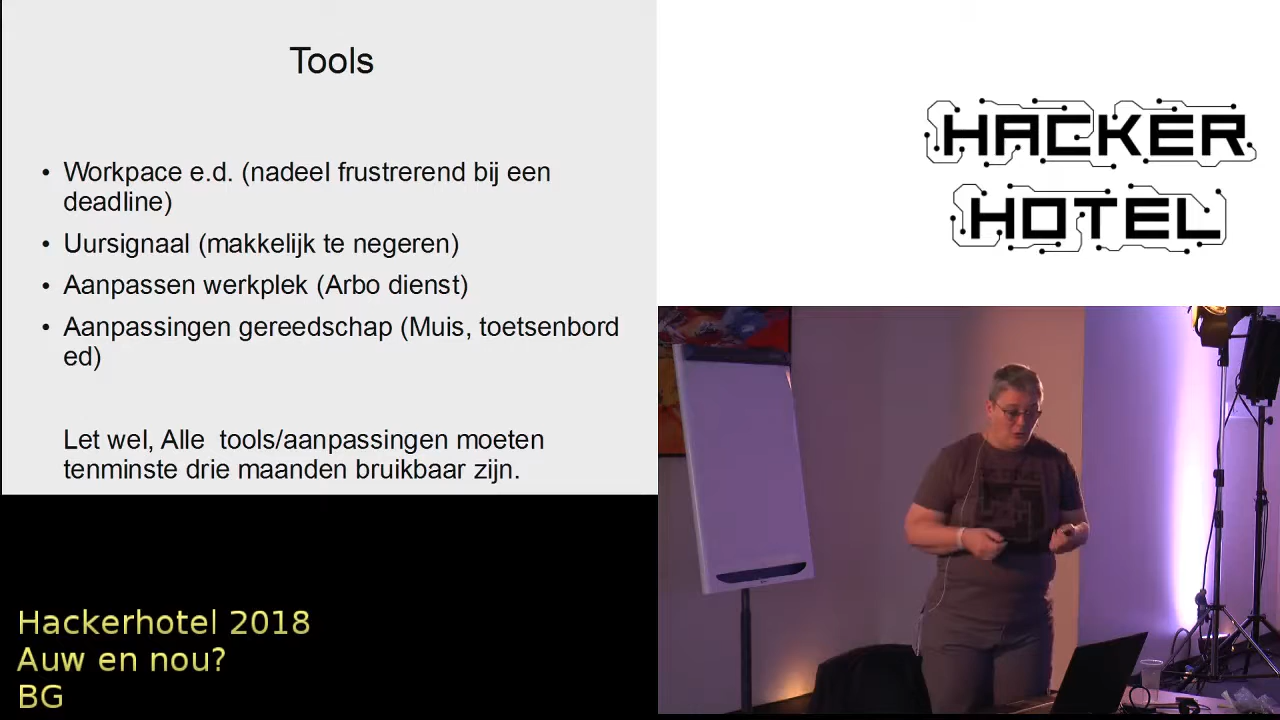 Tools
• Workpace e.d. (nadeel frustrerend bij een
deadline)
• Uursignaal (makkelijk te negeren)
• Aanpassen werkplek (Arbo dienst)
• Aanpassingen gereedschap (Muis, toetsenbord
ed)
Let wel, Alle  tools/aanpassingen moeten
tenminste drie maanden bruikbaar zijn.
HACKER
HOTEL
Hackerhotel 2018
Auw en nou?
BG